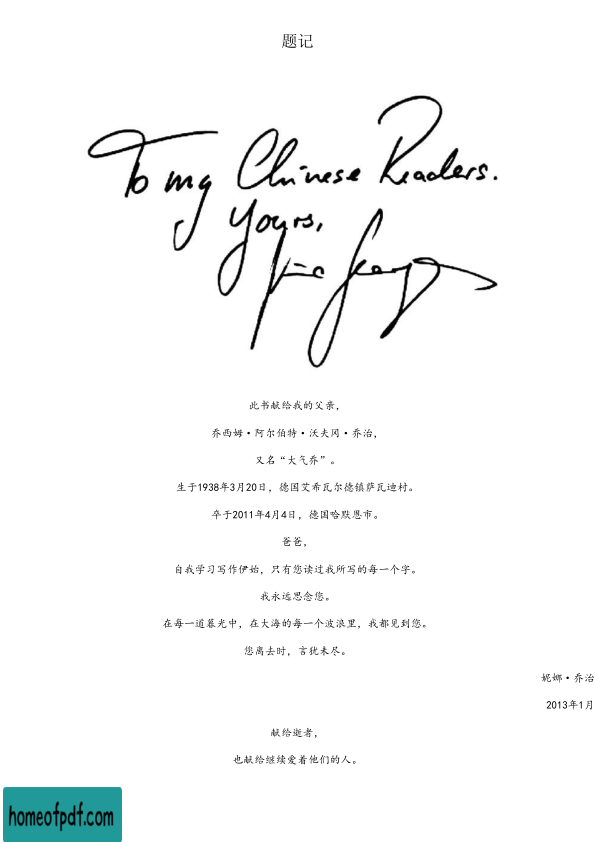 题记
To my Chinese Readers.
Yours,
此书献给我的父亲，
乔西姆·阿尔伯特·沃夫冈·乔治，
又名“大气乔”。
生于1938年3月20日，德国艾希瓦尔德镇萨瓦迪村。
卒于2011年4月4日，德国哈默恩市。
爸爸，
自我学习写作伊始，只有您读过我所写的每一个字。
我永远思念您。
在每一道暮光中，在大海的每一个波浪里，我都见到您。
您离去时，言犹未尽。
妮娜·乔治
2013年1月
献给逝者，
也献给继续爱着他们的人。
homeofpdf.com